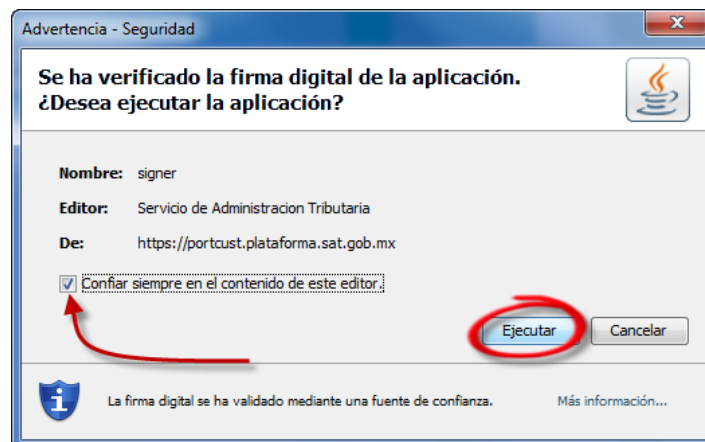 Advertencia - Seguridad
Se ha verificado la firma digital de la aplicación.
¿Desea ejecutar la aplicación?
Nombre: signer
Editor: Servicio de Administracion Tributaria
De: https://portcust.plataforma.sat.gob.mx
Confiar siempre en el contenido de este editor.
Ejecutar Cancelar
La firma digital se ha validado mediante una fuente de confianza. Más información...